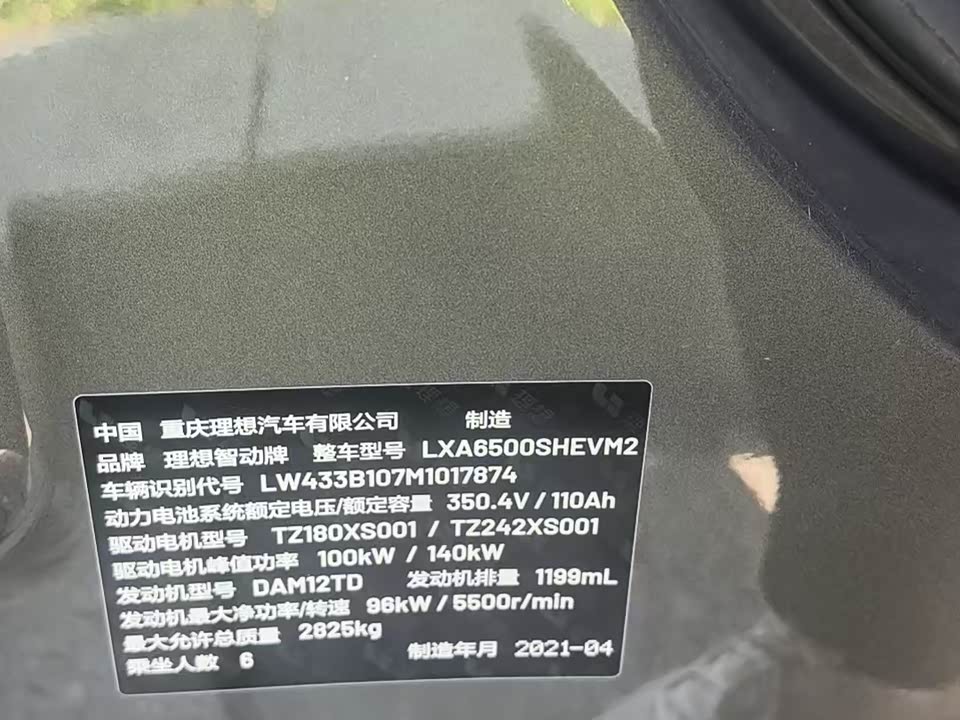 中国 重庆理想汽车有限公司 制造
品牌 理想智动牌 整车型号 LXA6500SHEVM2
车辆识别代号 LW433B107M1017874
动力电池系统额定电压/额定容量 350.4V / 110Ah
驱动电机型号 TZ180XS001 / TZ242XS001
驱动电机峰值功率 100kW / 140kW
发动机型号 DAM12TD 发动机排量 1199mL
发动机最大净功率/转速 96kW / 5500r/min
最大允许总质量 2825kg
乘坐人数 6 制造年月 2021-04